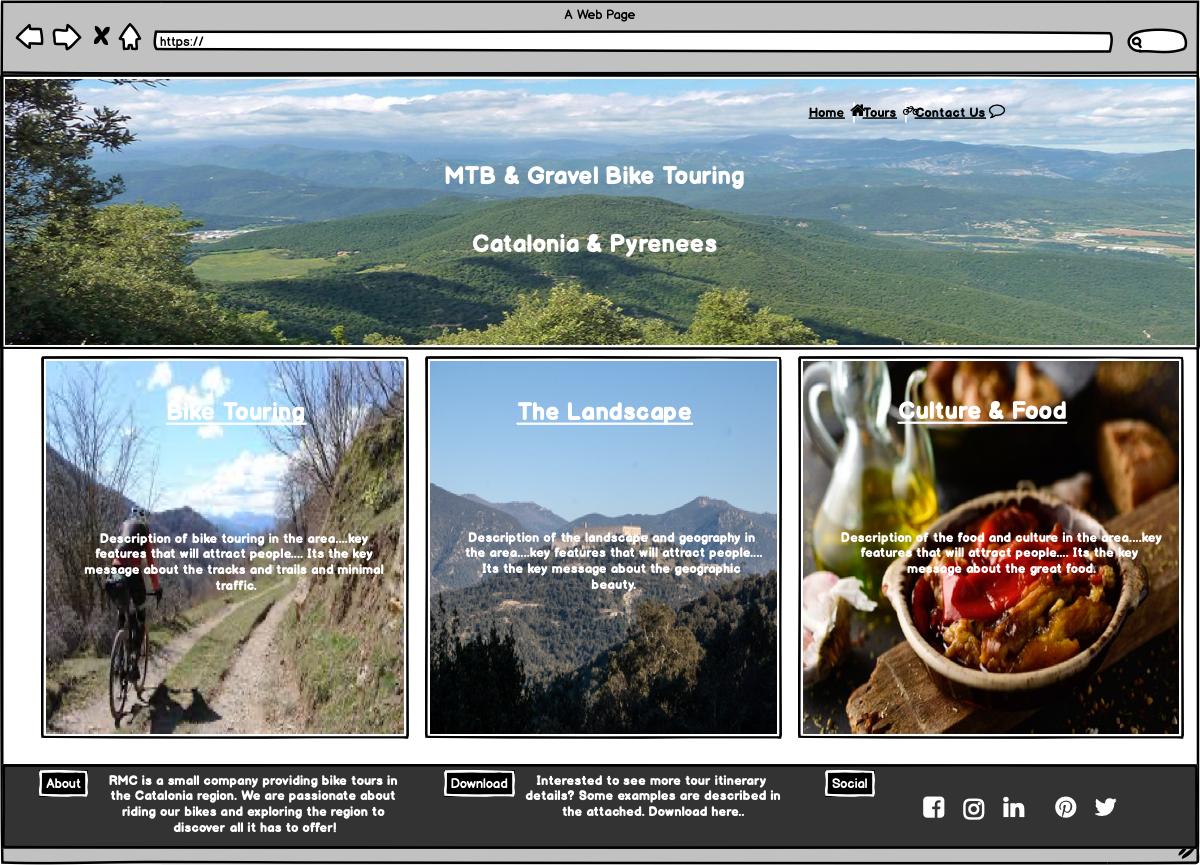 A Web Page
https://
Home Tours Contact Us
MTB & Gravel Bike Touring
Catalonia & Pyrenees
Bike Touring
Description of bike touring in the area....key
features that will attract people.... Its the key
message about the tracks and trails and minimal
traffic.
The Landscape
Description of the landscape and geography in
the area....key features that will attract people....
Its the key message about the geographic
beauty.
Culture & Food
Description of the food and culture in the area....key
features that will attract people.... Its the key
message about the great food.
About
RMC is a small company providing bike tours in
the Catalonia region. We are passionate about
riding our bikes and exploring the region to
discover all it has to offer!
Download
Interested to see more tour itinerary
details? Some examples are described in
the attached. Download here..
Social